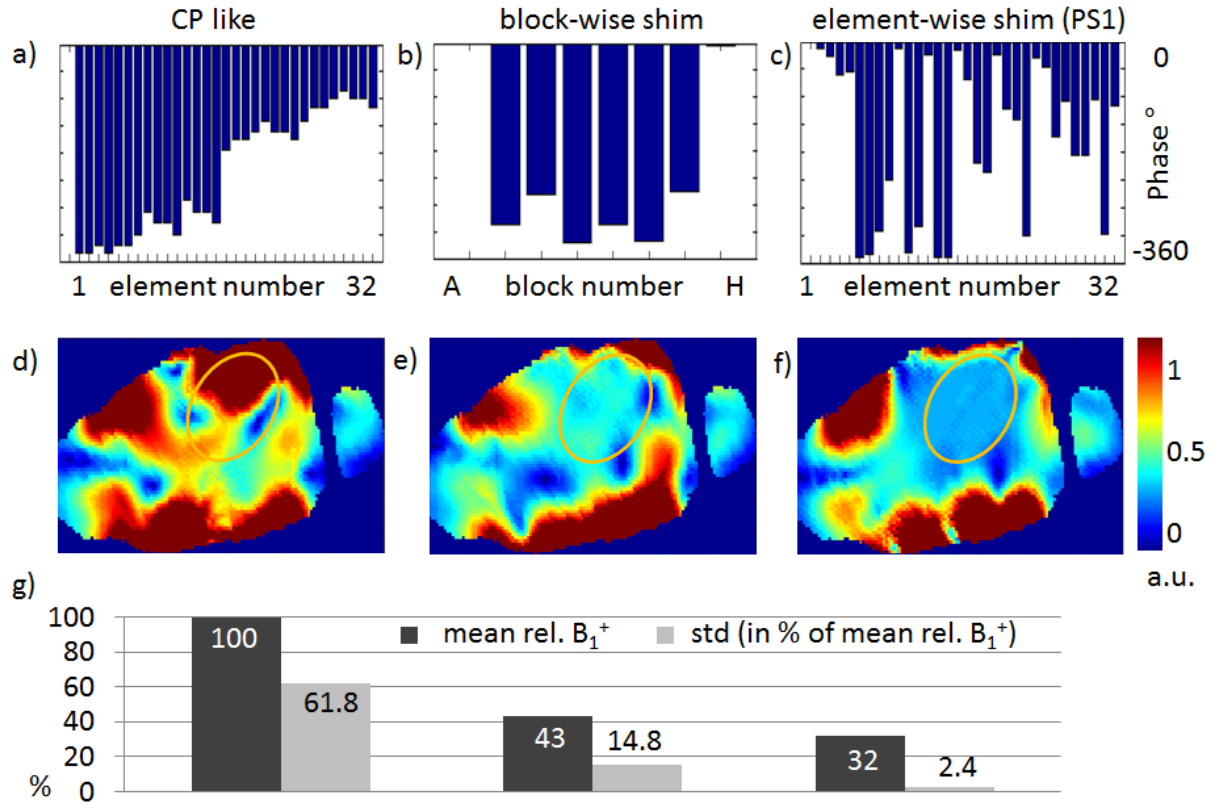 CP like
block-wise shim
element-wise shim (PS1)
a)
b)
c)
0
Phase °
-360
1 element number 32
A block number H
1 element number 32
d)
e)
f)
1
0.5
0
a.u.
g)
100
80
60
40
20
0
%
mean rel. B₁⁺
std (in % of mean rel. B₁⁺)
100
61.8
43
14.8
32
2.4